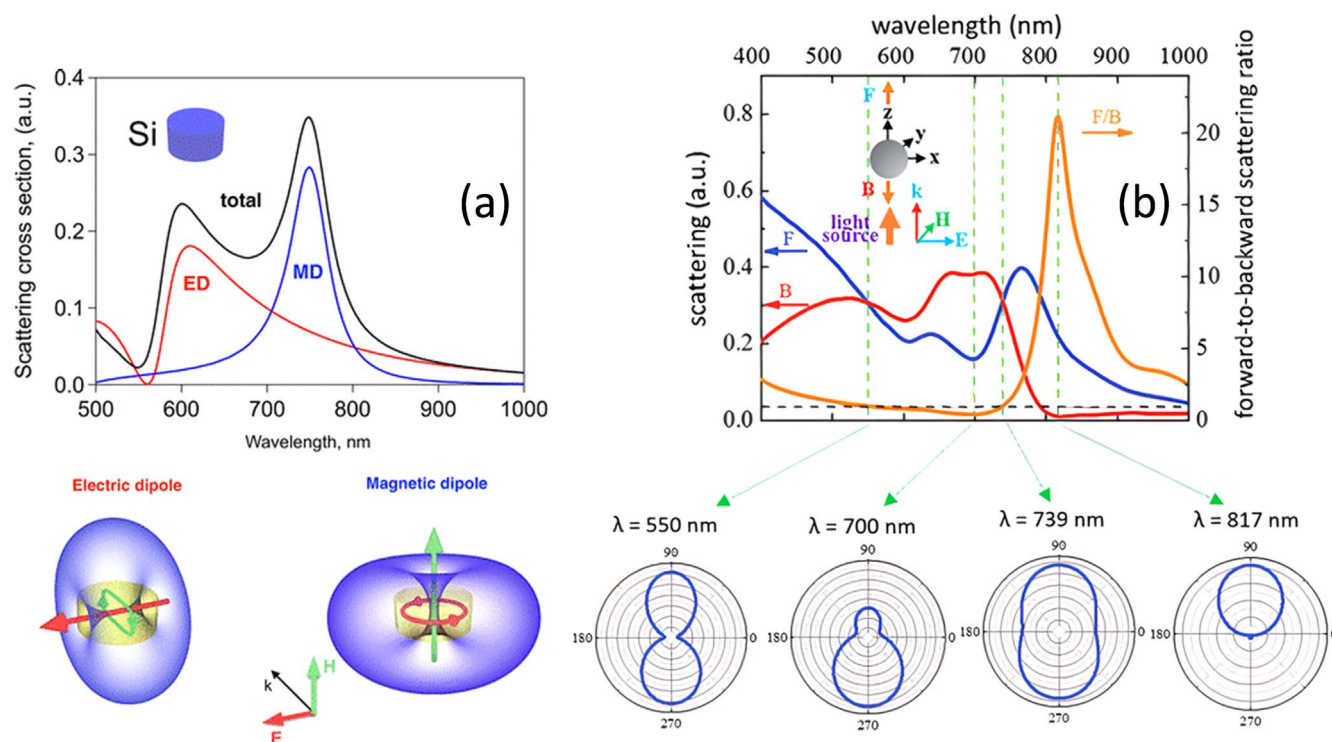 Scattering cross section, (a.u.)
0.4
0.3
0.2
0.1
0.0
Si
total
ED
MD
(a)
500 600 700 800 900 1000
Wavelength, nm
wavelength (nm)
400 500 600 700 800 900 1000
scattering (a.u.)
0.8
0.6
0.4
0.2
0.0
F
z
y
x
B
k
H
E
light
source
F
B
F/B
(b)
20
15
10
5
0
forward-to-backward scattering ratio
Electric dipole
Magnetic dipole
H
k
E
λ = 550 nm
90
180
0
270
λ = 700 nm
90
180
0
270
λ = 739 nm
90
180
0
270
λ = 817 nm
90
180
0
270